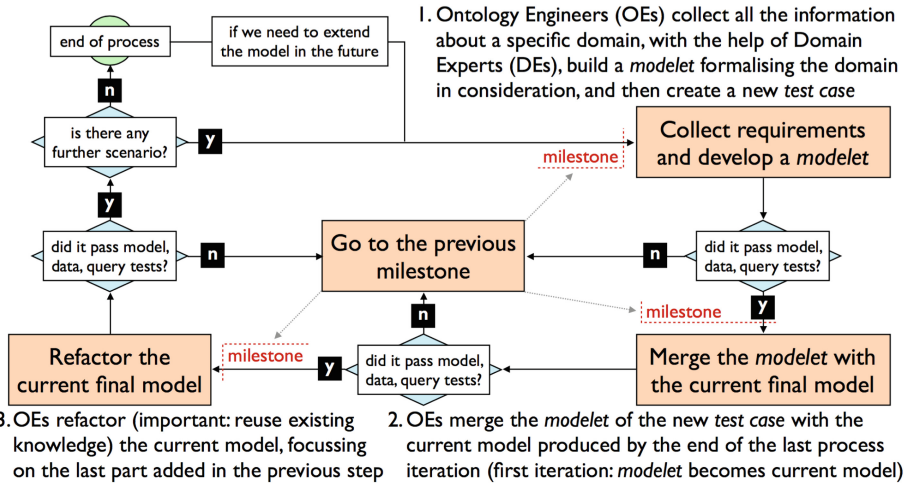 1. Ontology Engineers (OEs) collect all the information
about a specific domain, with the help of Domain
Experts (DEs), build a modelet formalising the domain
in consideration, and then create a new test case
end of process
if we need to extend
the model in the future
n
is there any
further scenario?
y
milestone
Collect requirements
and develop a modelet
y
did it pass model,
data, query tests?
n
Go to the previous
milestone
n
did it pass model,
data, query tests?
y
milestone
n
Refactor the
current final model
milestone
y
did it pass model,
data, query tests?
Merge the modelet with
the current final model
3. OEs refactor (important: reuse existing
knowledge) the current model, focussing
on the last part added in the previous step
2. OEs merge the modelet of the new test case with the
current model produced by the end of the last process
iteration (first iteration: modelet becomes current model)